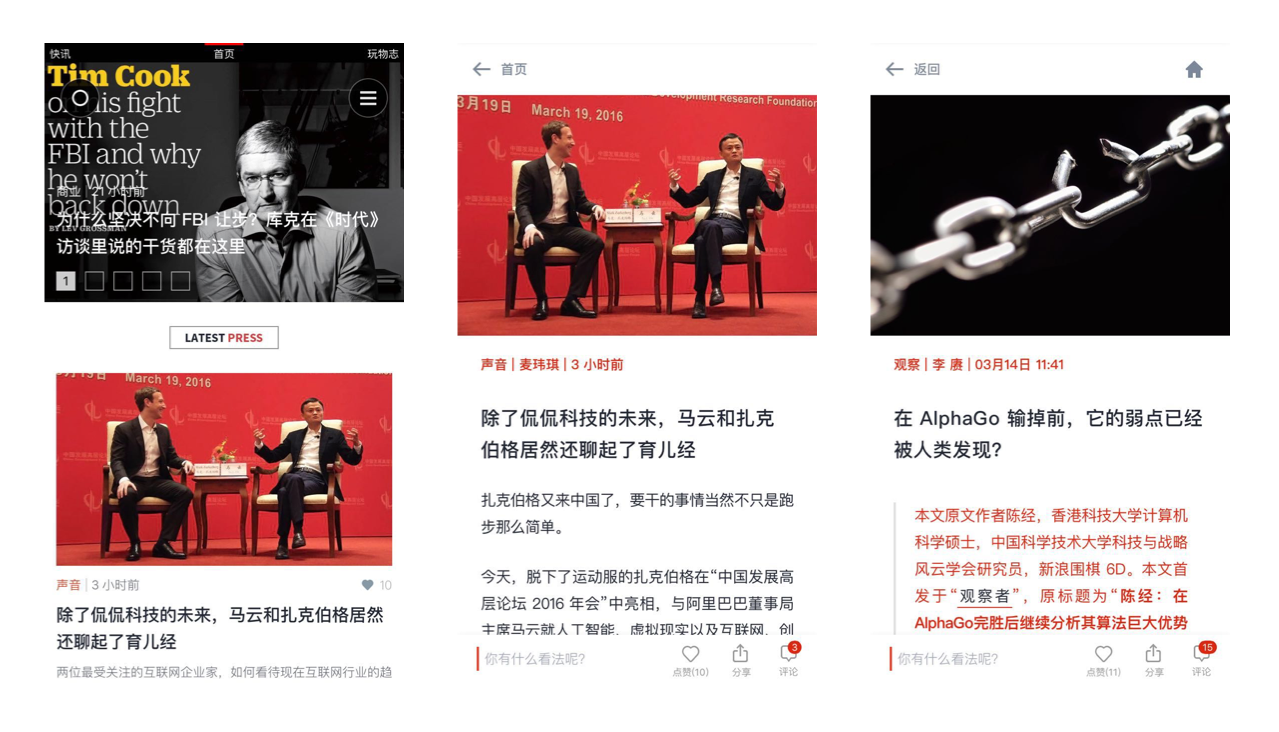 快讯
首页
玩物志
Tim Cook
on his fight
with the
FBI and why
he won't
back down
BY LEV GROSSMAN
商业 | 21 小时前
为什么坚决不向 FBI 让步？库克在《时代》
访谈里说的干货都在这里
1
LATEST PRESS
3月19日
March 19, 2016
声音 | 3 小时前
10
除了侃侃科技的未来，马云和扎克伯格居然
还聊起了育儿经
两位最受关注的互联网企业家，如何看待现在互联网行业的趋
首页
3月19日
March 19, 2016
Development Research Foundation
声音 | 麦玮琪 | 3 小时前
除了侃侃科技的未来，马云和扎克
伯格居然还聊起了育儿经
扎克伯格又来中国了，要干的事情当然不只是跑
步那么简单。
今天，脱下了运动服的扎克伯格在“中国发展高
层论坛 2016 年会”中亮相，与阿里巴巴董事局
主席马云就人工智能、虚拟现实以及互联网、创
你有什么看法呢？
点赞(10)
分享
3
评论
返回
观察 | 李 赓 | 03月14日 11:41
在 AlphaGo 输掉前，它的弱点已经
被人类发现？
本文原文作者陈经，香港科技大学计算机
科学硕士，中国科学技术大学科技与战略
风云学会研究员，新浪围棋 6D。本文首
发于“观察者”，原标题为“陈经：在
AlphaGo完胜后继续分析其算法巨大优势
你有什么看法呢？
点赞(11)
分享
15
评论